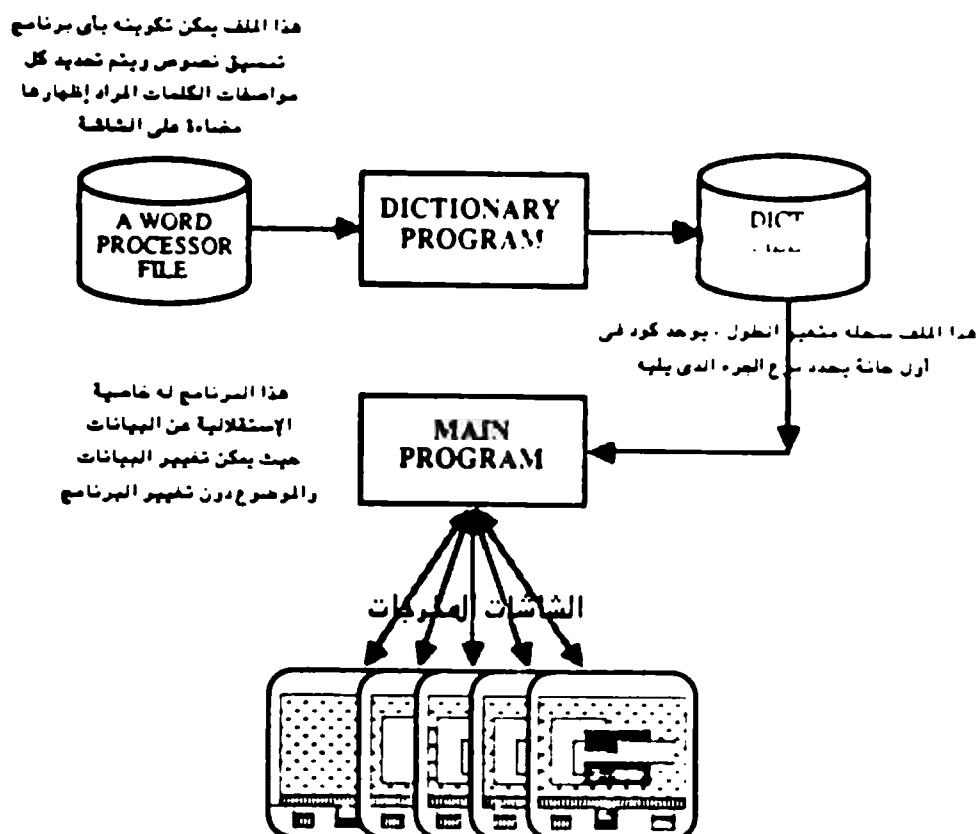 هذا الملف يمكن تكوينه بأى برنامج
تنسيق نصوص ويتم تحديد كل
مواصفات الكلمات المراد إظهارها
مضاءة على الشاشة
A WORD
PROCESSOR
FILE
DICTIONARY
PROGRAM
DICT
هذا الملف سجله متغير الطول ، يوجد كود فى
أول خانة يحدد نوع الجزء الذى يليه
هذا البرنامج له خاصية
الإستقلالية عن البيانات
حيث يمكن تغيير البيانات
والموضوع دون تغيير البرنامج
MAIN
PROGRAM
الشاشات المخرجات